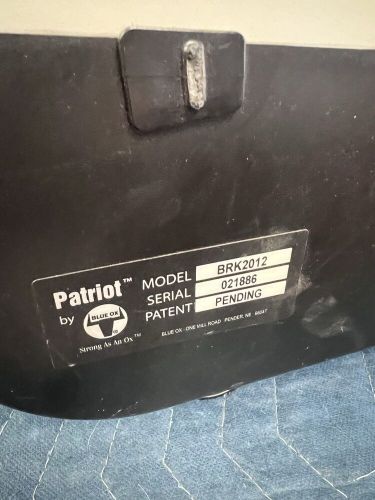 Patriot™
by BLUE OX ®
Strong As An Ox™
MODEL BRK2012
SERIAL 021886
PATENT PENDING
BLUE OX · ONE MILL ROAD PENDER, NE 68047